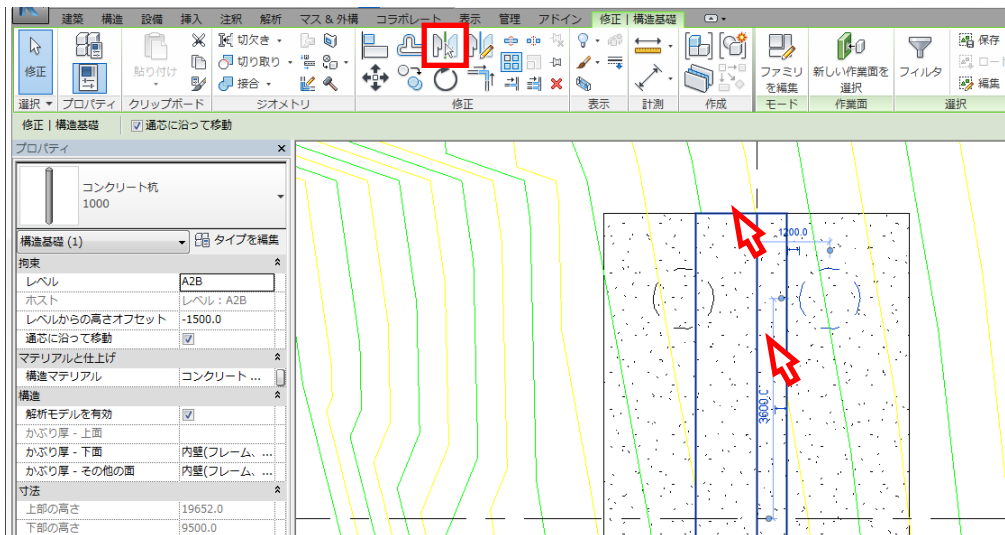 建築 構造 設備 挿入 注釈 解析 マス & 外構 コラボレート 表示 管理 アドイン 修正 | 構造基礎
修正 貼り付け 切欠き 切り取り 接合 ファミリを編集 新しい作業面を選択 フィルタ 保存 ロード 編集
選択 プロパティ クリップボード ジオメトリ 修正 表示 計測 作成 モード 作業面 選択
修正 | 構造基礎 通芯に沿って移動
プロパティ
コンクリート杭
1000
構造基礎 (1) タイプを編集
拘束
レベル A2B
ホスト レベル : A2B
レベルからの高さオフセット -1500.0
通芯に沿って移動
マテリアルと仕上げ
構造マテリアル コンクリート ...
構造
解析モデルを有効
かぶり厚 - 上面
かぶり厚 - 下面 内壁(フレーム、...
かぶり厚 - その他の面 内壁(フレーム、...
寸法
上部の高さ 19652.0
下部の高さ 9500.0
1200.0
3600.0